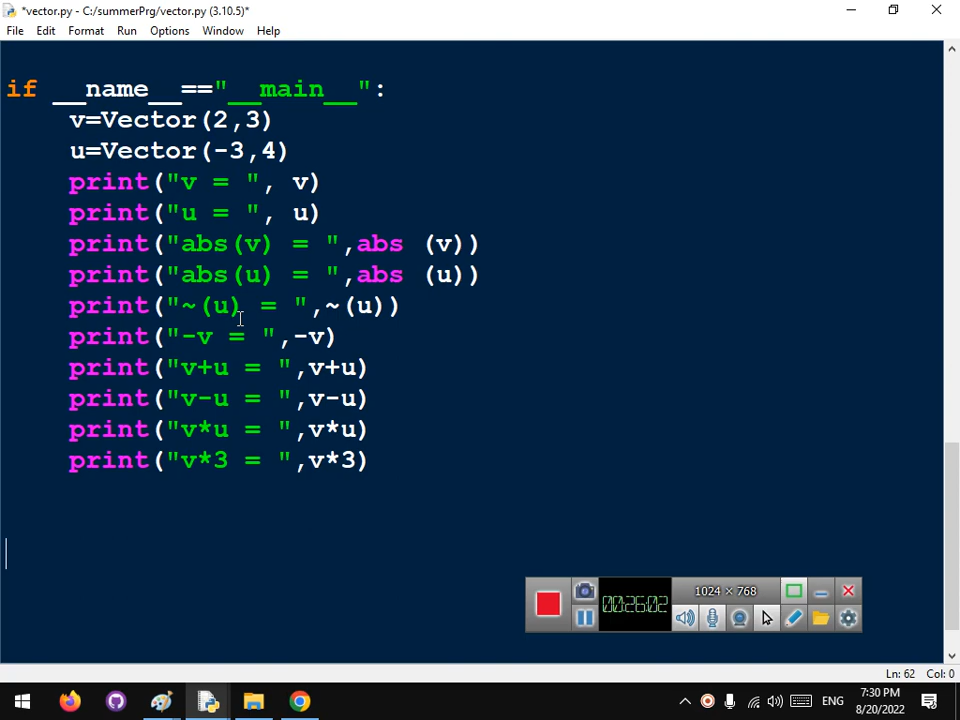 *vector.py - C:/summerPrg/vector.py (3.10.5)*
File Edit Format Run Options Window Help
if __name__=="__main__":
    v=Vector(2,3)
    u=Vector(-3,4)
    print("v = ", v)
    print("u = ", u)
    print("abs(v) = ",abs (v))
    print("abs(u) = ",abs (u))
    print("~(u) = ",~(u))
    print("-v = ",-v)
    print("v+u = ",v+u)
    print("v-u = ",v-u)
    print("v*u = ",v*u)
    print("v*3 = ",v*3)
1024 × 768
00:26:02
Ln: 62 Col: 0
ENG
7:30 PM
8/20/2022